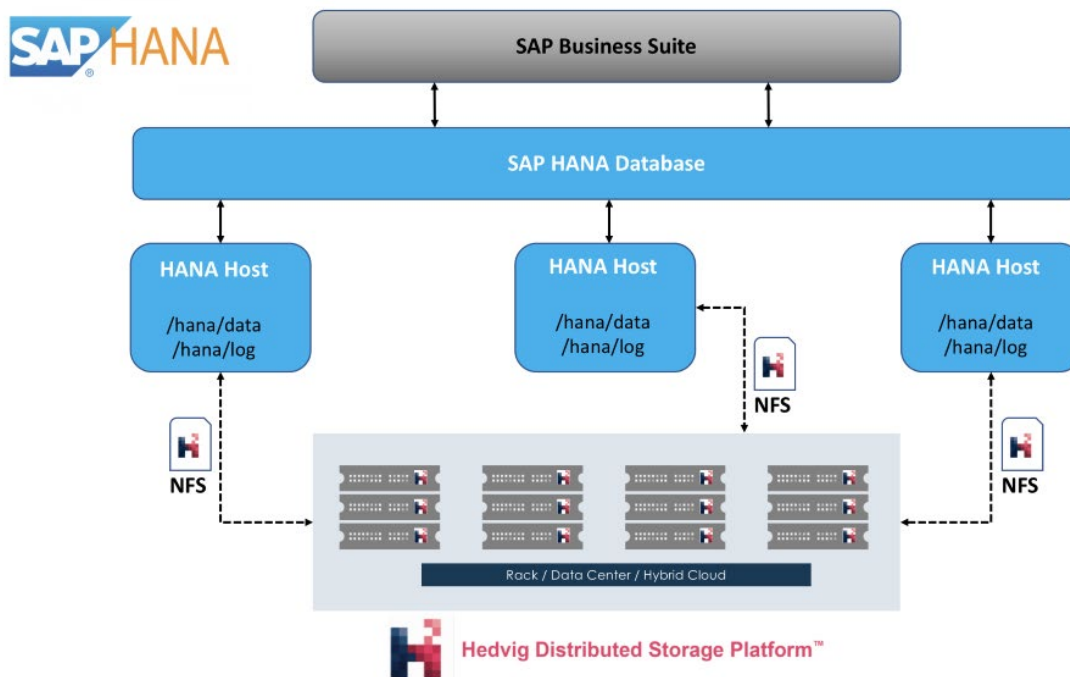 SAP HANA
®
SAP Business Suite
SAP HANA Database
HANA Host
/hana/data
/hana/log
HANA Host
/hana/data
/hana/log
HANA Host
/hana/data
/hana/log
NFS
NFS
NFS
Rack / Data Center / Hybrid Cloud
Hedvig Distributed Storage Platform™